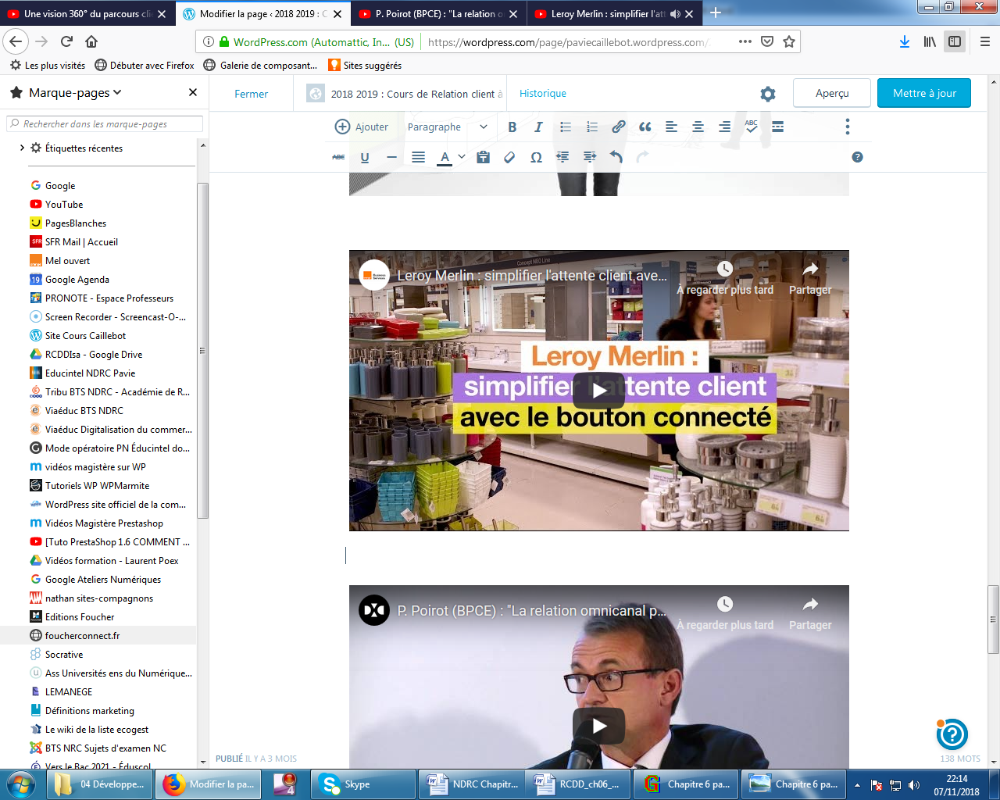 Une vision 360° du parcours cli
Modifier la page ‹ 2018 2019 : C
P. Poirot (BPCE) : "La relation o
Leroy Merlin : simplifier l'att
WordPress.com (Automattic, In... (US)
https://wordpress.com/page/paviecaillebot.wordpress.com/
Les plus visités
Débuter avec Firefox
Galerie de composant...
Sites suggérés
Marque-pages
Rechercher dans les marque-pages
Étiquettes récentes
Google
YouTube
PagesBlanches
SFR Mail | Accueil
Mel ouvert
Google Agenda
PRONOTE - Espace Professeurs
Screen Recorder - Screencast-O-...
Site Cours Caillebot
RCDDIsa - Google Drive
Educintel NDRC Pavie
Tribu BTS NDRC - Académie de R...
Viaéduc BTS NDRC
Viaéduc Digitalisation du commer...
Mode opératoire PN Éducintel do...
vidéos magistère sur WP
Tutoriels WP WPMarmite
WordPress site officiel de la com...
Vidéos Magistère Prestashop
[Tuto PrestaShop 1.6 COMMENT ...
Vidéos formation - Laurent Poex
Google Ateliers Numériques
nathan sites-compagnons
Editions Foucher
foucherconnect.fr
Socrative
Ass Universités ens du Numérique...
LEMANEGE
Définitions marketing
Le wiki de la liste ecogest
BTS NRC Sujets d'examen NC
Vers le Bac 2021 - Éduscol
Fermer
2018 2019 : Cours de Relation client à
Historique
Aperçu
Mettre à jour
Ajouter
Paragraphe
B I ABC
ABC U A
Leroy Merlin : simplifier l'attente client ave...
À regarder plus tard
Partager
Concept NEO Line
Leroy Merlin :
simplifier l'attente client
avec le bouton connecté
P. Poirot (BPCE) : "La relation omnicanal p...
À regarder plus tard
Partager
PUBLIÉ IL Y A 3 MOIS
138 MOTS
04 Développe...
Modifier la pa...
Skype
NDRC Chapitr...
RCDD_ch06_...
Chapitre 6 pa...
Chapitre 6 pa...
22:14
07/11/2018